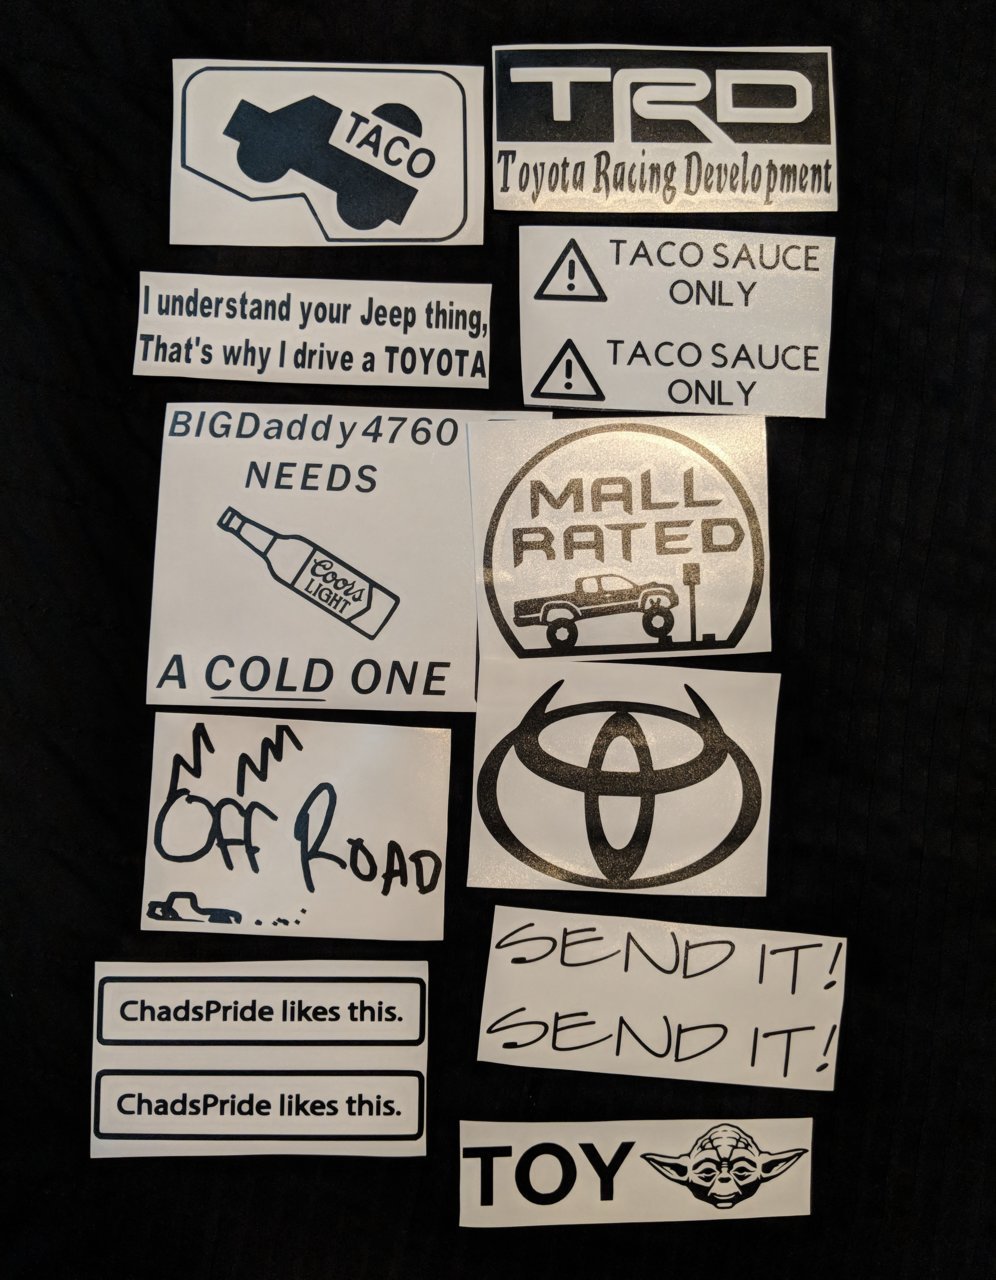 TACO
TRD
Toyota Racing Development
I understand your Jeep thing,
That's why I drive a TOYOTA
TACO SAUCE
ONLY
TACO SAUCE
ONLY
BIGDaddy4760
NEEDS
Coors
LIGHT
A COLD ONE
MALL
RATED
Off ROAD
SEND IT!
SEND IT!
ChadsPride likes this.
ChadsPride likes this.
TOY